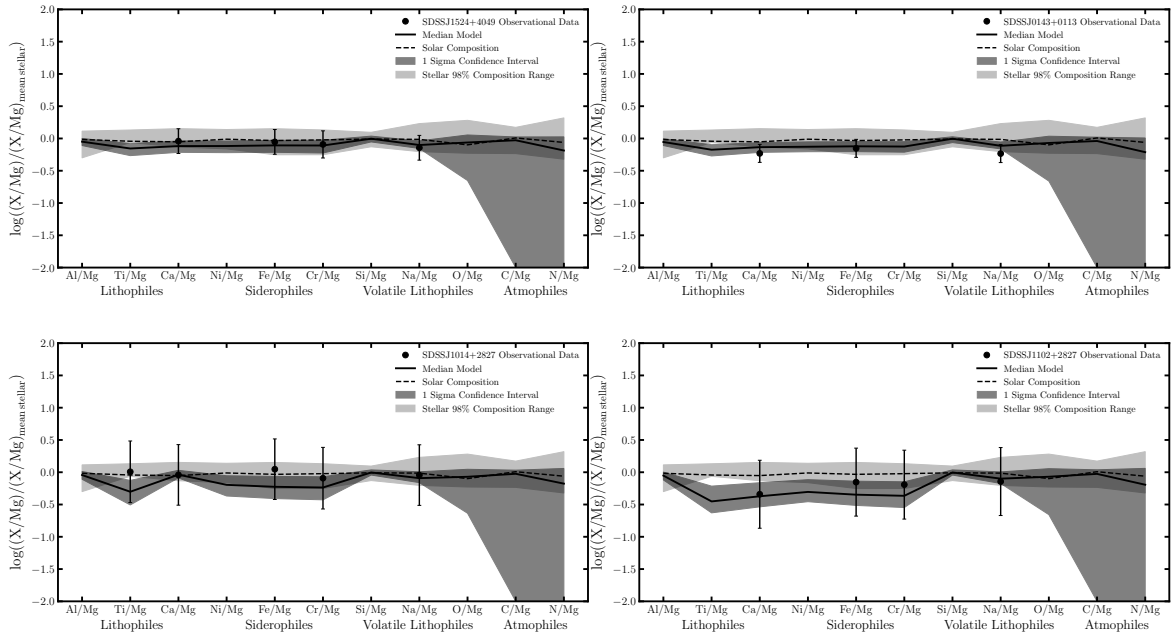 2.0
1.5
1.0
0.5
0.0
−0.5
−1.0
−1.5
−2.0
log((X/Mg)/(X/Mg)mean stellar)
SDSSJ1524+4049 Observational Data
Median Model
Solar Composition
1 Sigma Confidence Interval
Stellar 98% Composition Range
Al/Mg Ti/Mg Ca/Mg Ni/Mg Fe/Mg Cr/Mg Si/Mg Na/Mg O/Mg C/Mg N/Mg
Lithophiles Siderophiles Volatile Lithophiles Atmophiles
2.0
1.5
1.0
0.5
0.0
−0.5
−1.0
−1.5
−2.0
log((X/Mg)/(X/Mg)mean stellar)
SDSSJ0143+0113 Observational Data
Median Model
Solar Composition
1 Sigma Confidence Interval
Stellar 98% Composition Range
Al/Mg Ti/Mg Ca/Mg Ni/Mg Fe/Mg Cr/Mg Si/Mg Na/Mg O/Mg C/Mg N/Mg
Lithophiles Siderophiles Volatile Lithophiles Atmophiles
2.0
1.5
1.0
0.5
0.0
−0.5
−1.0
−1.5
−2.0
log((X/Mg)/(X/Mg)mean stellar)
SDSSJ1014+2827 Observational Data
Median Model
Solar Composition
1 Sigma Confidence Interval
Stellar 98% Composition Range
Al/Mg Ti/Mg Ca/Mg Ni/Mg Fe/Mg Cr/Mg Si/Mg Na/Mg O/Mg C/Mg N/Mg
Lithophiles Siderophiles Volatile Lithophiles Atmophiles
2.0
1.5
1.0
0.5
0.0
−0.5
−1.0
−1.5
−2.0
log((X/Mg)/(X/Mg)mean stellar)
SDSSJ1102+2827 Observational Data
Median Model
Solar Composition
1 Sigma Confidence Interval
Stellar 98% Composition Range
Al/Mg Ti/Mg Ca/Mg Ni/Mg Fe/Mg Cr/Mg Si/Mg Na/Mg O/Mg C/Mg N/Mg
Lithophiles Siderophiles Volatile Lithophiles Atmophiles